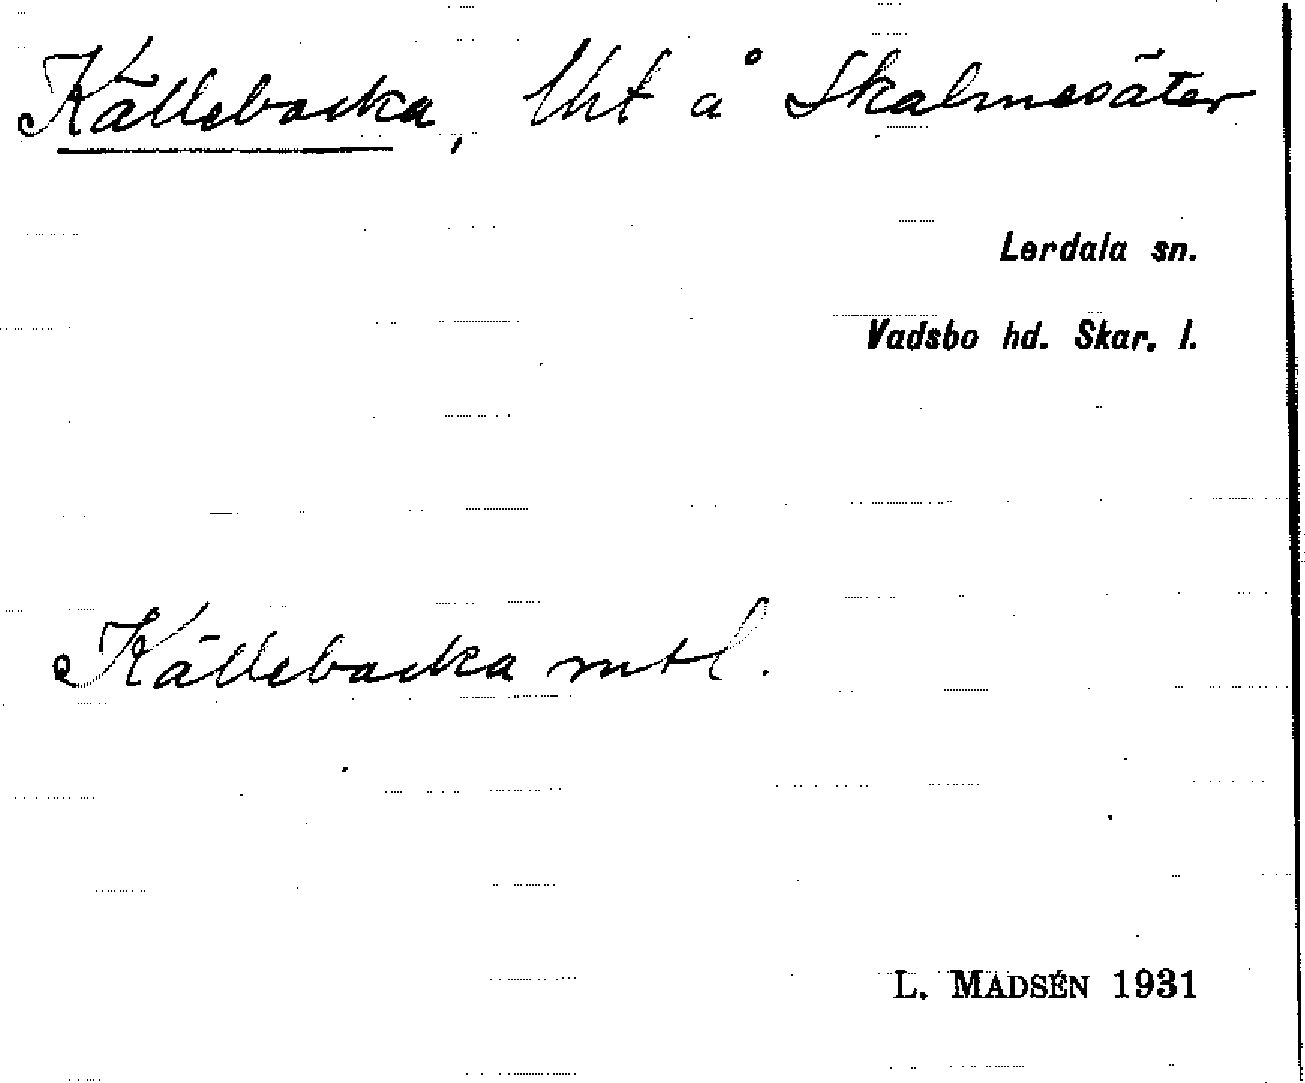 Källebacka, lht å Skalmesäter
Lerdala sn.
Vadsbo hd. Skar. l.
Källebacka mtl.
L. MADSÉN 1931